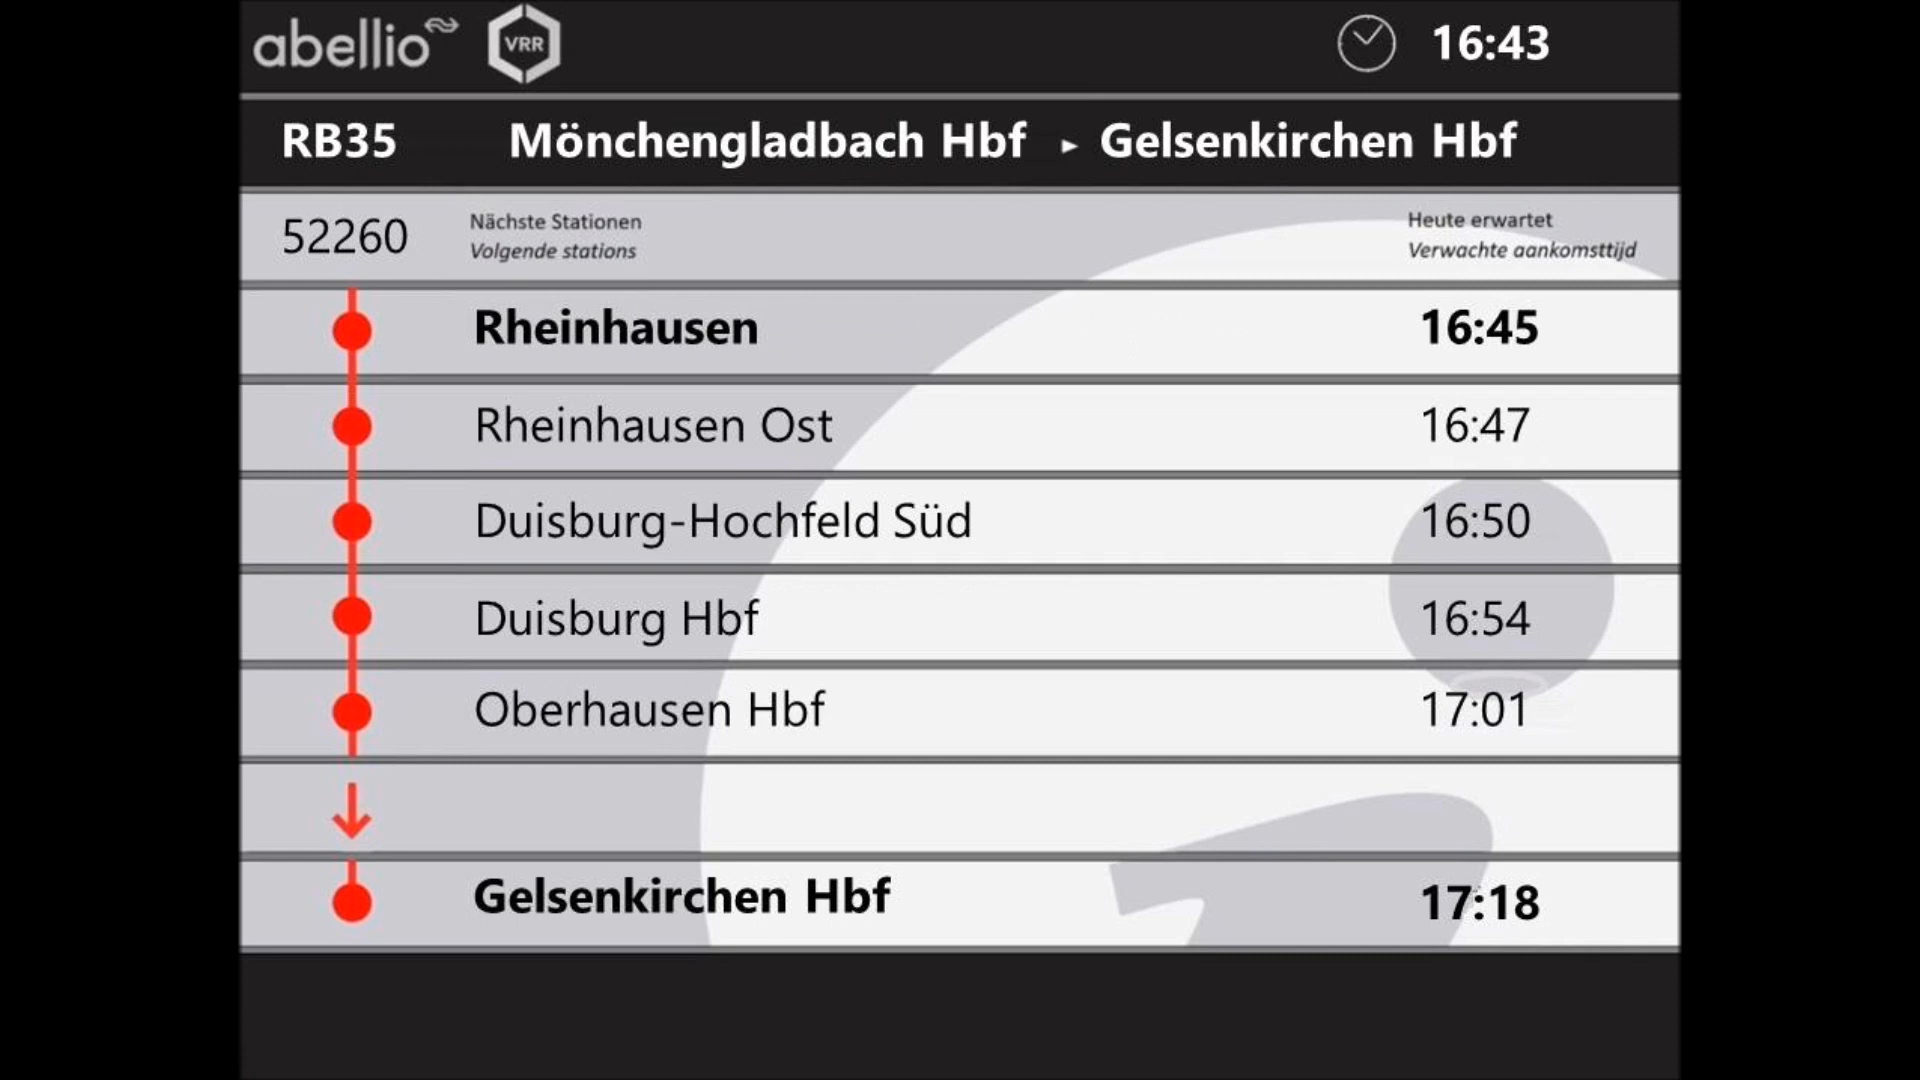 abellio VRR 16:43
RB35 Mönchengladbach Hbf ▸ Gelsenkirchen Hbf
52260 Nächste Stationen Heute erwartet
Volgende stations Verwachte aankomsttijd
Rheinhausen 16:45
Rheinhausen Ost 16:47
Duisburg-Hochfeld Süd 16:50
Duisburg Hbf 16:54
Oberhausen Hbf 17:01
Gelsenkirchen Hbf 17:18